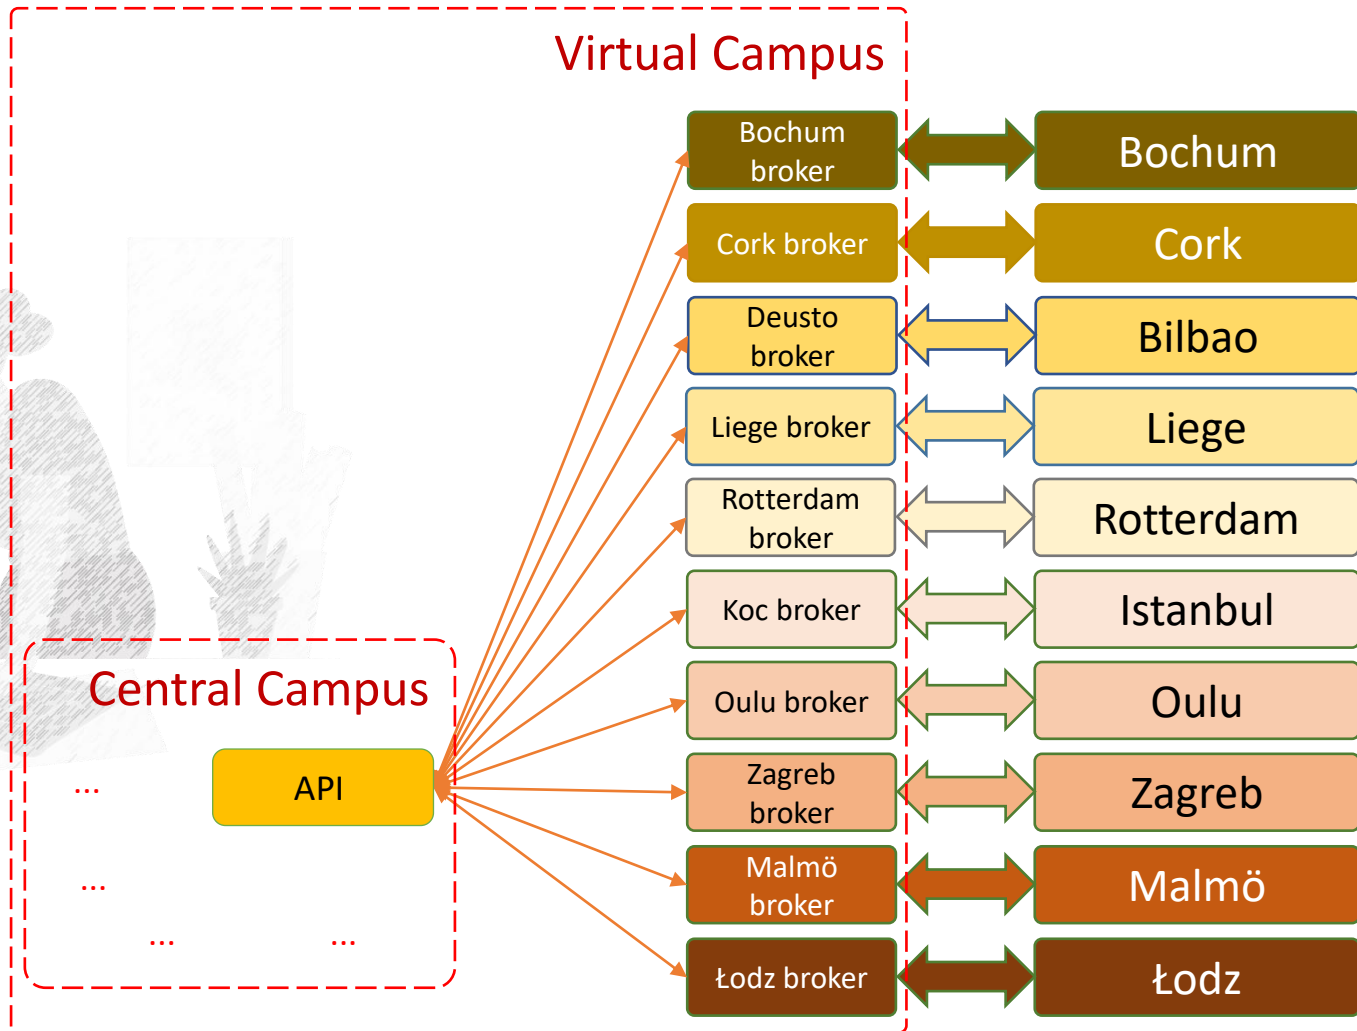 Virtual Campus
Bochum
broker
Bochum
Cork broker
Cork
Deusto
broker
Bilbao
Liege broker
Liege
Rotterdam
broker
Rotterdam
Koc broker
Istanbul
Central Campus
Oulu broker
Oulu
...
API
Zagreb
broker
Zagreb
...
Malmö
broker
Malmö
...
...
Łodz broker
Łodz